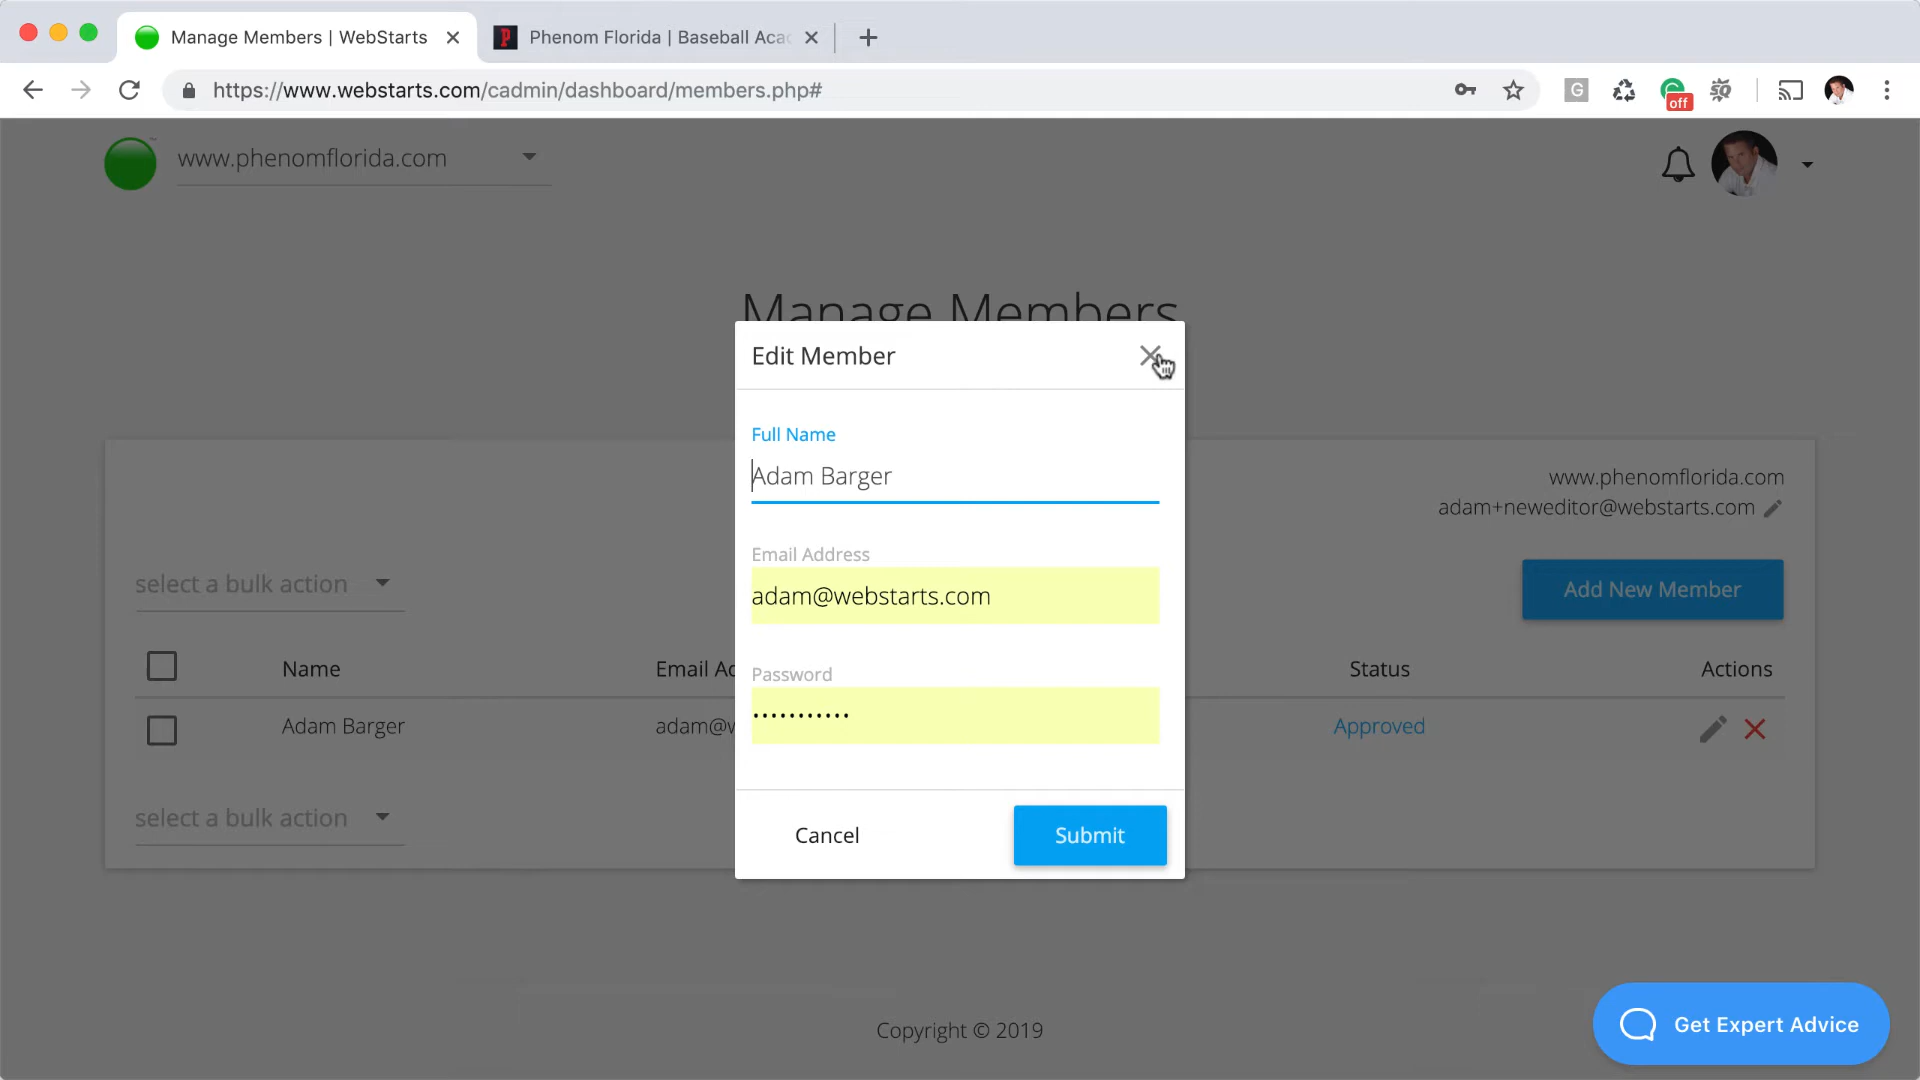 Manage Members | WebStarts
Phenom Florida | Baseball Aca
https://www.webstarts.com/cadmin/dashboard/members.php#
G
off
www.phenomflorida.com
Manage Members
Edit Member
Full Name
Adam Barger
www.phenomflorida.com
adam+neweditor@webstarts.com
Email Address
adam@webstarts.com
select a bulk action
Add New Member
Name
Email Ad
Password
Status
Actions
Adam Barger
adam@w
•••••••••••
Approved
select a bulk action
Cancel
Submit
Copyright © 2019
Get Expert Advice